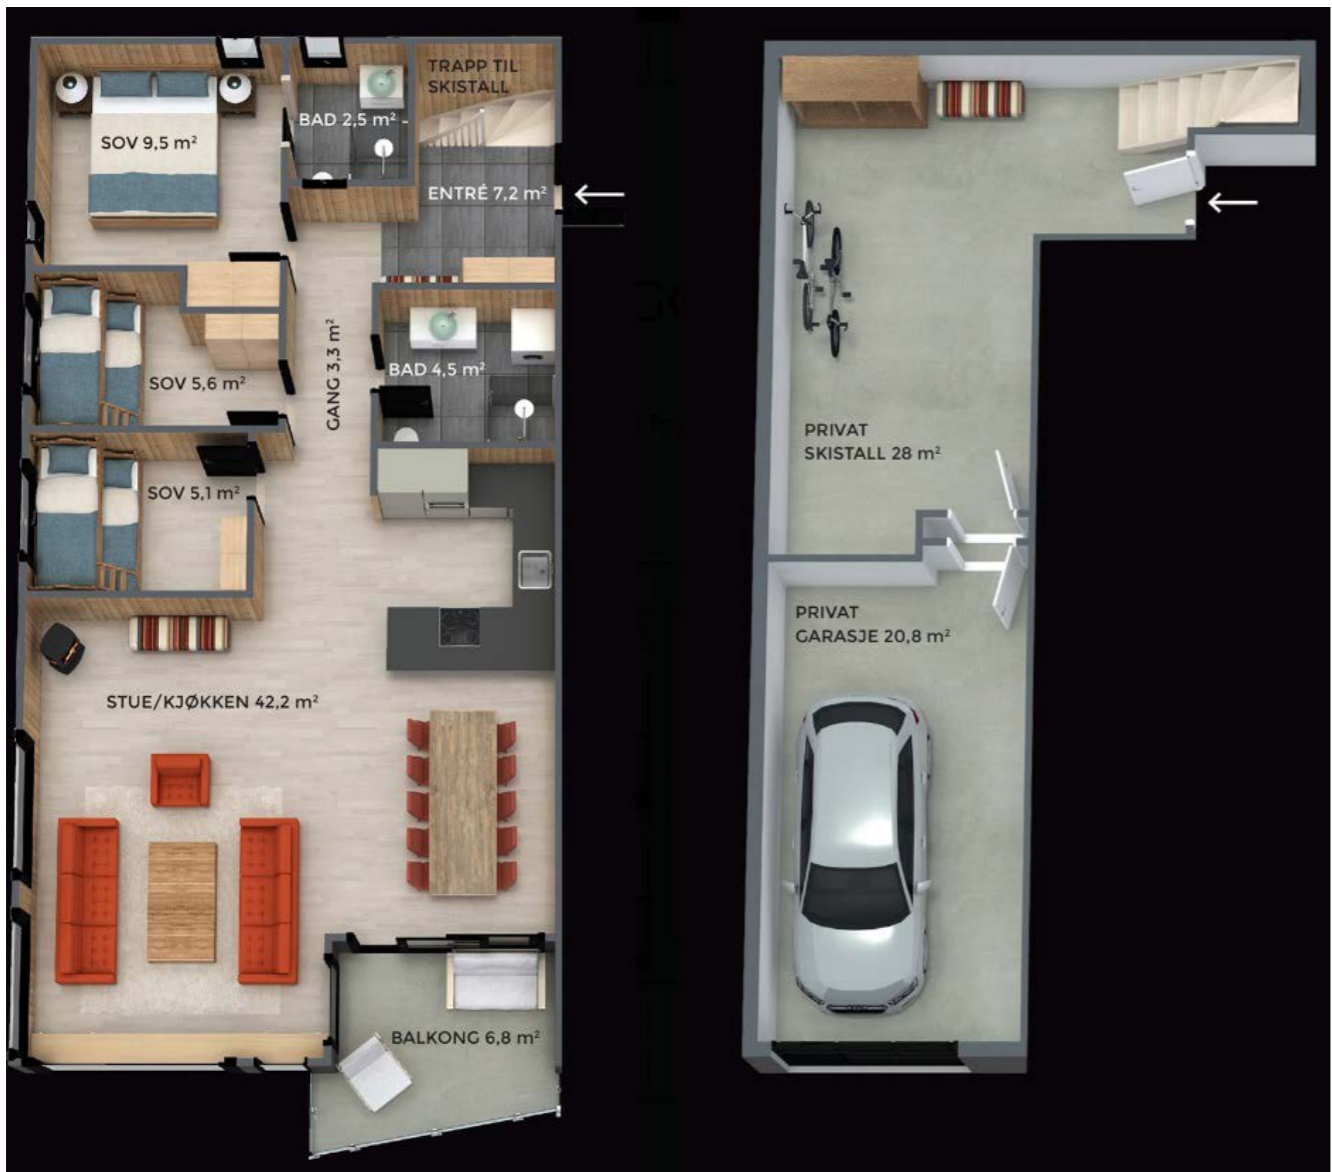 TRAPP TIL
SKISTALL
BAD 2,5 m²
SOV 9,5 m²
ENTRÉ 7,2 m²
GANG 3,3 m²
BAD 4,5 m²
SOV 5,6 m²
SOV 5,1 m²
STUE/KJØKKEN 42,2 m²
BALKONG 6,8 m²
PRIVAT
SKISTALL 28 m²
PRIVAT
GARASJE 20,8 m²